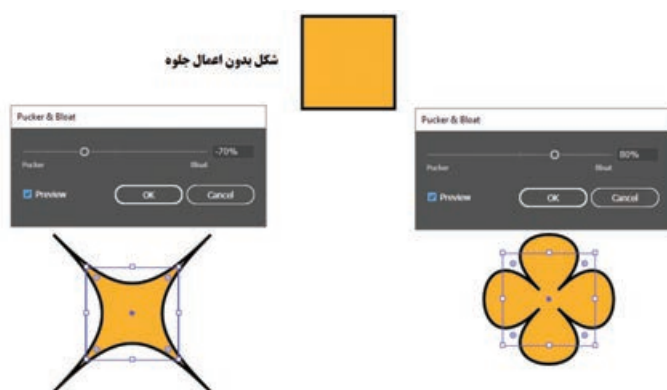 شکل بدون اعمال جلوه
Pucker & Bloat
-70%
Pucker
Bloat
Preview
OK
Cancel
Pucker & Bloat
80%
Pucker
Bloat
Preview
OK
Cancel